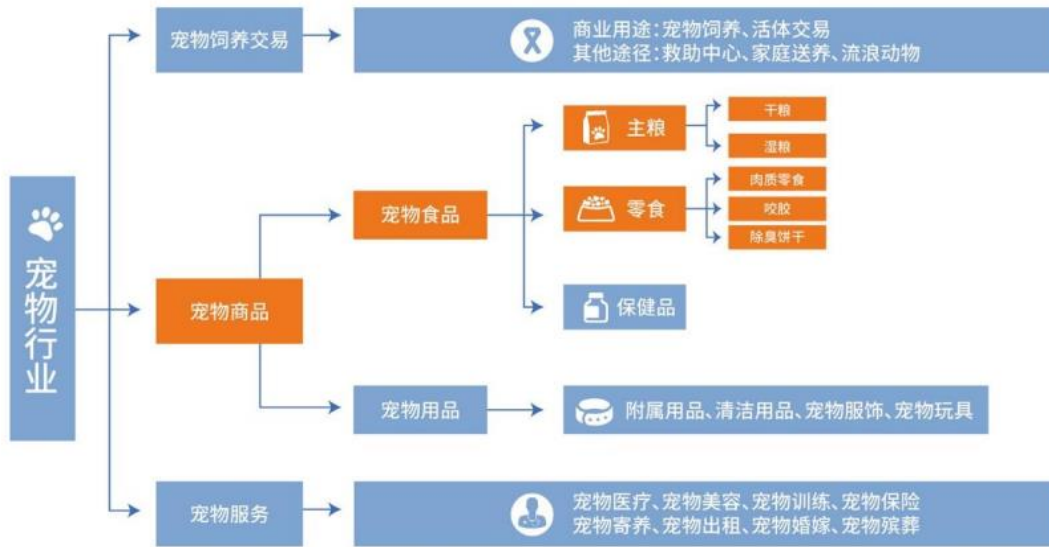 宠物行业
宠物饲养交易
商业用途：宠物饲养、活体交易
其他途径：救助中心、家庭送养、流浪动物
宠物商品
宠物食品
主粮
干粮
湿粮
零食
肉质零食
咬胶
除臭饼干
保健品
宠物用品
附属用品、清洁用品、宠物服饰、宠物玩具
宠物服务
宠物医疗、宠物美容、宠物训练、宠物保险
宠物寄养、宠物出租、宠物婚嫁、宠物殡葬